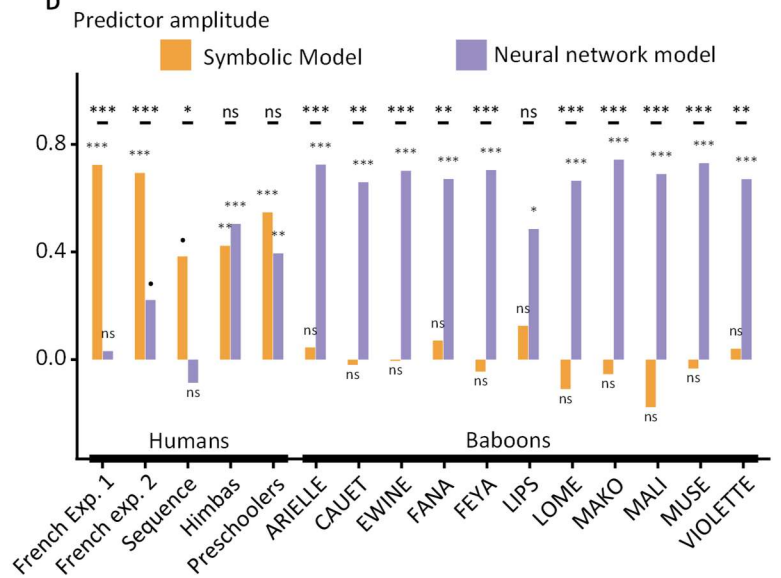 D
Predictor amplitude
Symbolic Model
Neural network model
*** *** * ns ns *** ** *** ** *** ns *** *** *** *** **
0.8
0.4
0.0
*** ns
*** •
• ns
** ***
*** **
ns ***
ns ***
ns ***
ns ***
ns ***
ns *
ns ***
ns ***
ns ***
ns ***
ns ***
Humans
Baboons
French Exp. 1
French exp. 2
Sequence
Himbas
Preschoolers
ARIELLE
CAUET
EWINE
FANA
FEYA
LIPS
LOME
MAKO
MALI
MUSE
VIOLETTE